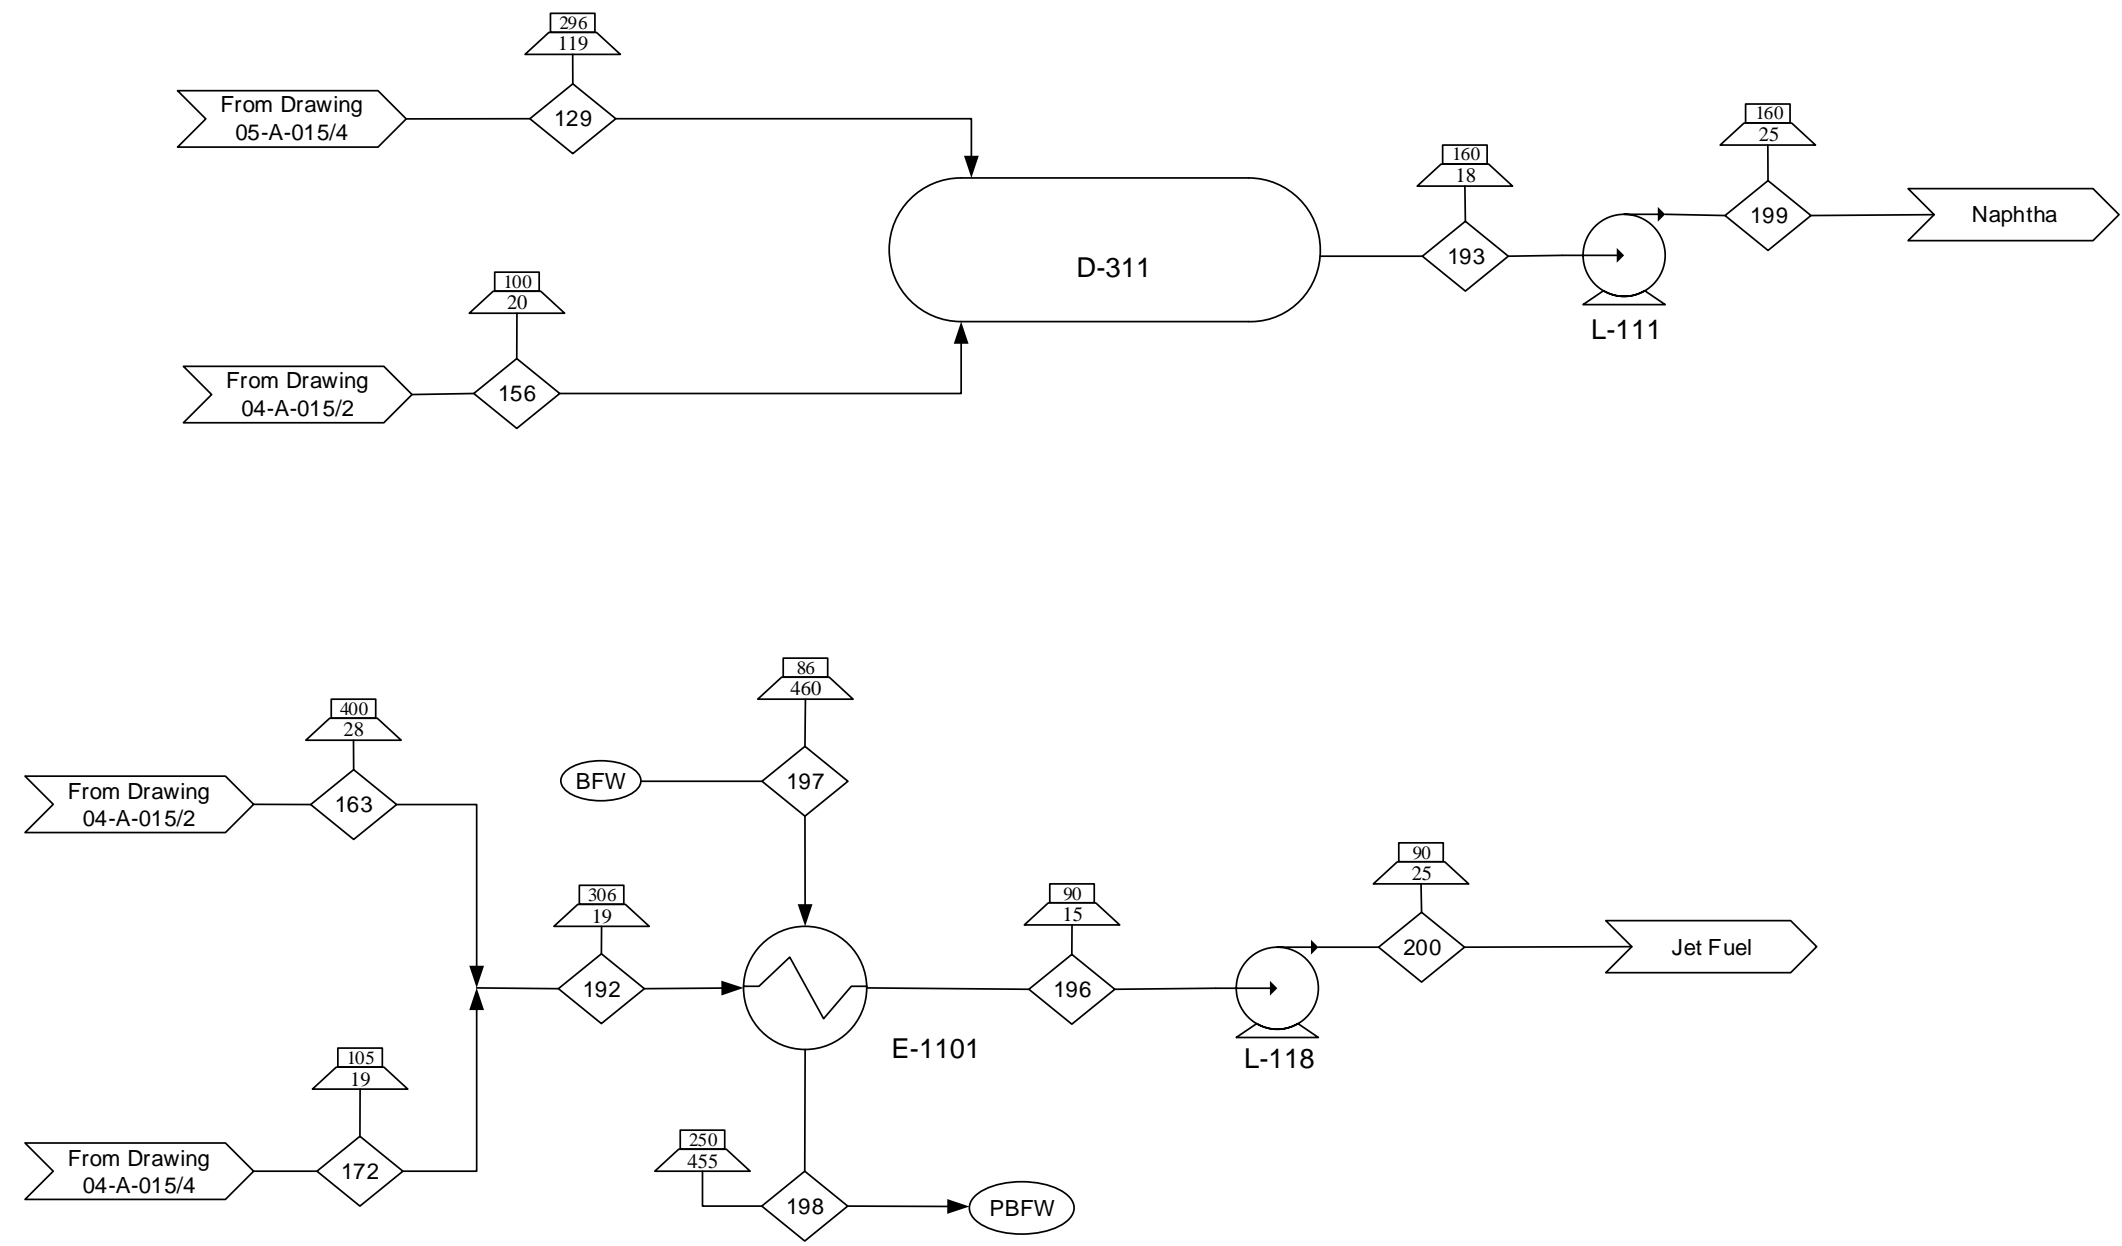 296
119
From Drawing
05-A-015/4
129
160
25
199
Naphtha
160
18
193
D-311
L-111
100
20
From Drawing
04-A-015/2
156
86
460
BFW
197
400
28
From Drawing
04-A-015/2
163
306
19
192
90
15
196
90
25
200
Jet Fuel
E-1101
L-118
105
19
From Drawing
04-A-015/4
172
250
455
198
PBFW